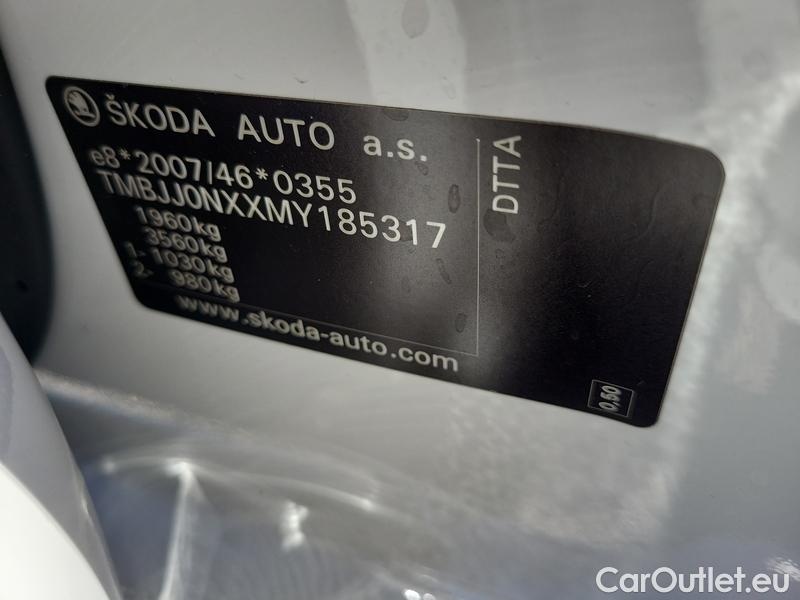 ŠKODA AUTO a.s.
e8*2007/46*0355
TMBJJ0NXXMY185317
1960kg
3560kg
1- 1030kg
2- 980kg
www.skoda-auto.com
DTTA
0,50
CarOutlet.eu